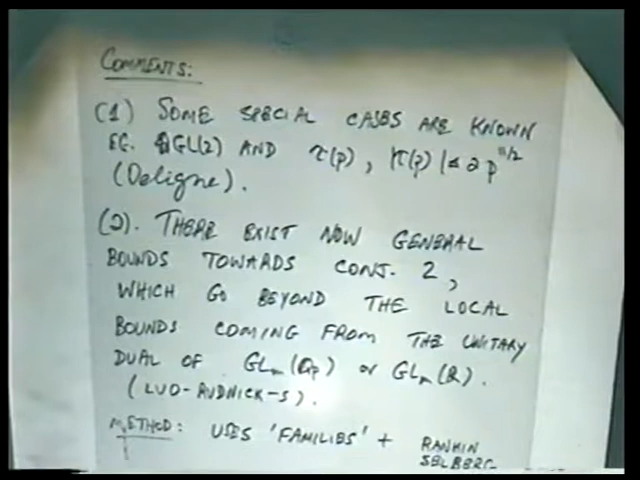 COMMENTS:
(1) SOME SPECIAL CASES ARE KNOWN
EG. GL(2) AND τ(p), |τ(p)| ≤ 2 p^{11/2}
(Deligne).
(2). THERE EXIST NOW GENERAL
BOUNDS TOWARDS CONJ. 2,
WHICH GO BEYOND THE LOCAL
BOUNDS COMING FROM THE UNITARY
DUAL OF GLm(Qp) or GLm(R).
(LUO-RUDNICK-S).
METHOD: USES 'FAMILIES' + RANKIN
SELBERG